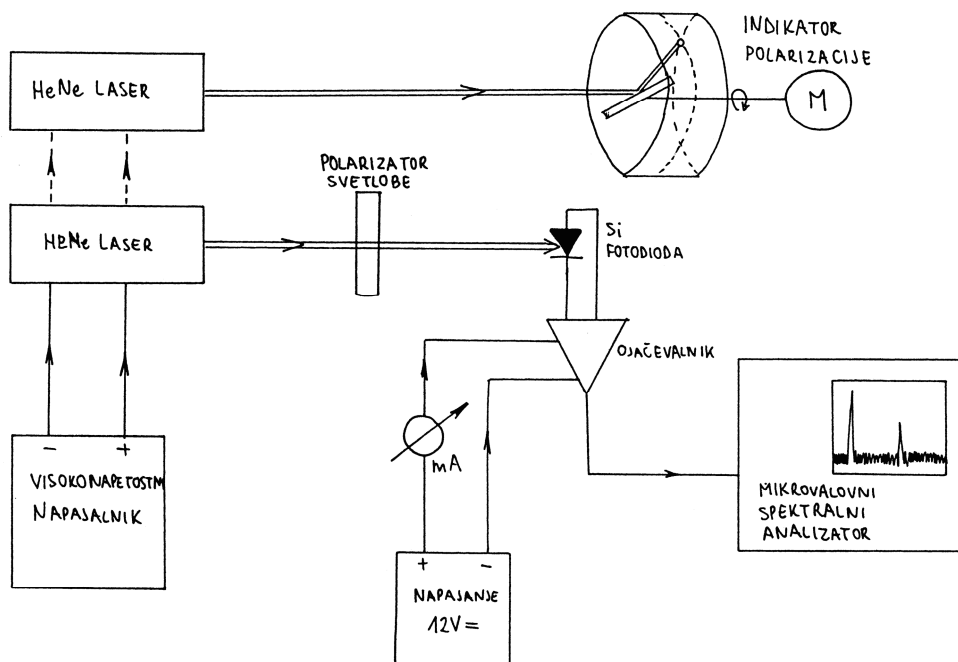 INDIKATOR
POLARIZACIJE
HeNe LASER
M
POLARIZATOR
SVETLOBE
HeNe LASER
Si
FOTODIODA
OJAČEVALNIK
- +
mA
VISOKONAPETOSTNI
NAPAJALNIK
MIKROVALOVNI
SPEKTRALNI
ANALIZATOR
+ -
NAPAJANJE
12V=